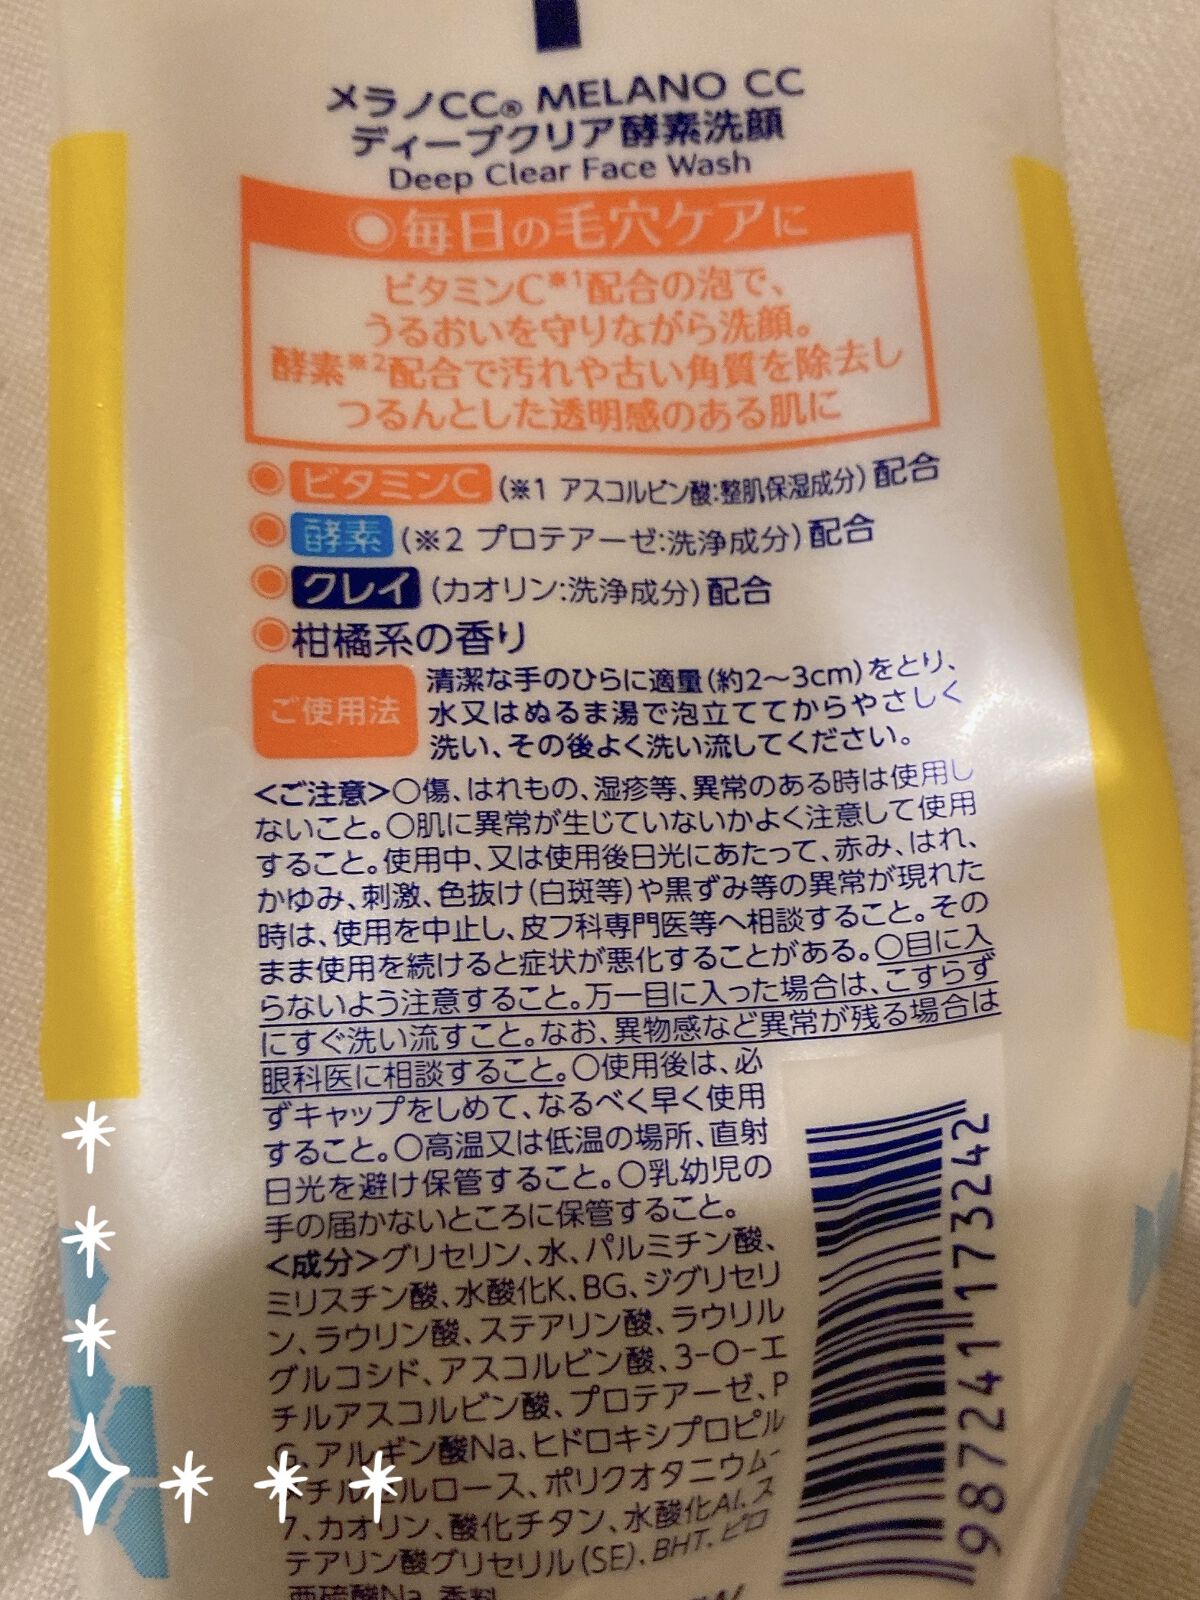 メラノCC® MELANO CC
ディープクリア酵素洗顔
Deep Clear Face Wash
◎毎日の毛穴ケアに
ビタミンC※1配合の泡で、
うるおいを守りながら洗顔。
酵素※2配合で汚れや古い角質を除去し
つるんとした透明感のある肌に
◎ビタミンC(※1 アスコルビン酸:整肌保湿成分)配合
◎酵素(※2 プロテアーゼ:洗浄成分)配合
◎クレイ(カオリン:洗浄成分)配合
◎柑橘系の香り
ご使用法
清潔な手のひらに適量(約2〜3cm)をとり、
水又はぬるま湯で泡立ててからやさしく
洗い、その後よく洗い流してください。
<ご注意>○傷、はれもの、湿疹等、異常のある時は使用し
ないこと。○肌に異常が生じていないかよく注意して使用
すること。使用中、又は使用後日光にあたって、赤み、はれ、
かゆみ、刺激、色抜け(白斑等)や黒ずみ等の異常が現れた
時は、使用を中止し、皮フ科専門医等へ相談すること。その
まま使用を続けると症状が悪化することがある。○目に入
らないよう注意すること。万一目に入った場合は、こすらず
にすぐ洗い流すこと。なお、異物感など異常が残る場合は
眼科医に相談すること。○使用後は、必
ずキャップをしめて、なるべく早く使用
すること。○高温又は低温の場所、直射
日光を避け保管すること。○乳幼児の
手の届かないところに保管すること。
<成分>グリセリン、水、パルミチン酸、
ミリスチン酸、水酸化K、BG、ジグリセリ
ン、ラウリン酸、ステアリン酸、ラウリル
グルコシド、アスコルビン酸、3-O-エ
チルアスコルビン酸、プロテアーゼ、P
G、アルギン酸Na、ヒドロキシプロピル
メチルセルロース、ポリクオタニウム-
7、カオリン、酸化チタン、水酸化Al、ス
テアリン酸グリセリル(SE)、BHT、ピロ
亜硫酸Na、香料
987241 173242